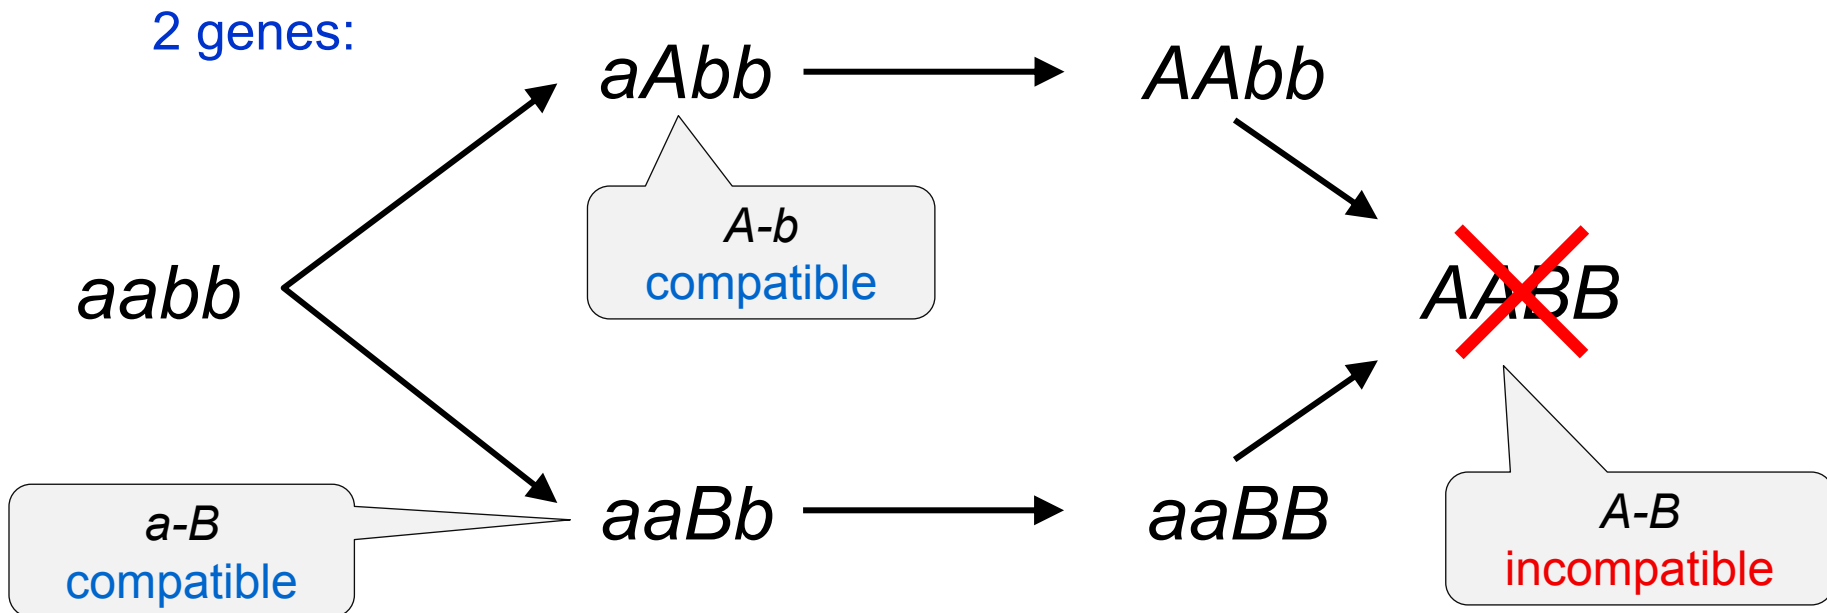 2 genes:
aAbb
AAbb
A-b
compatible
aabb
AABB
a-B
compatible
aaBb
aaBB
A-B
incompatible